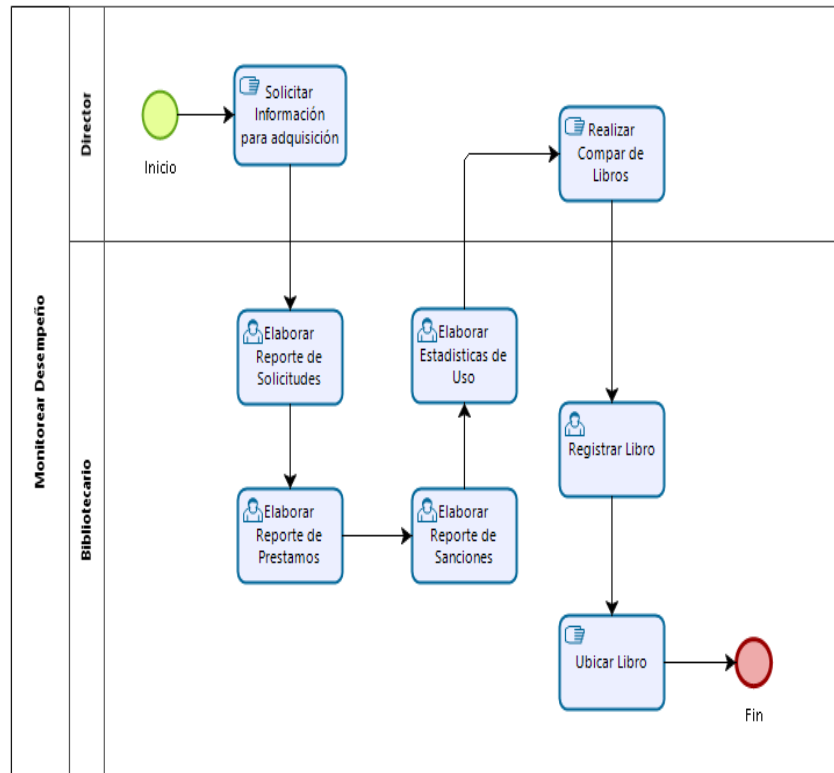 Monitorear Desempeño
Director
Inicio
Solicitar
Información
para adquisición
Realizar
Compar de
Libros
Bibliotecario
Elaborar
Reporte de
Solicitudes
Elaborar
Estadisticas de
Uso
Registrar Libro
Elaborar
Reporte de
Prestamos
Elaborar
Reporte de
Sanciones
Ubicar Libro
Fin